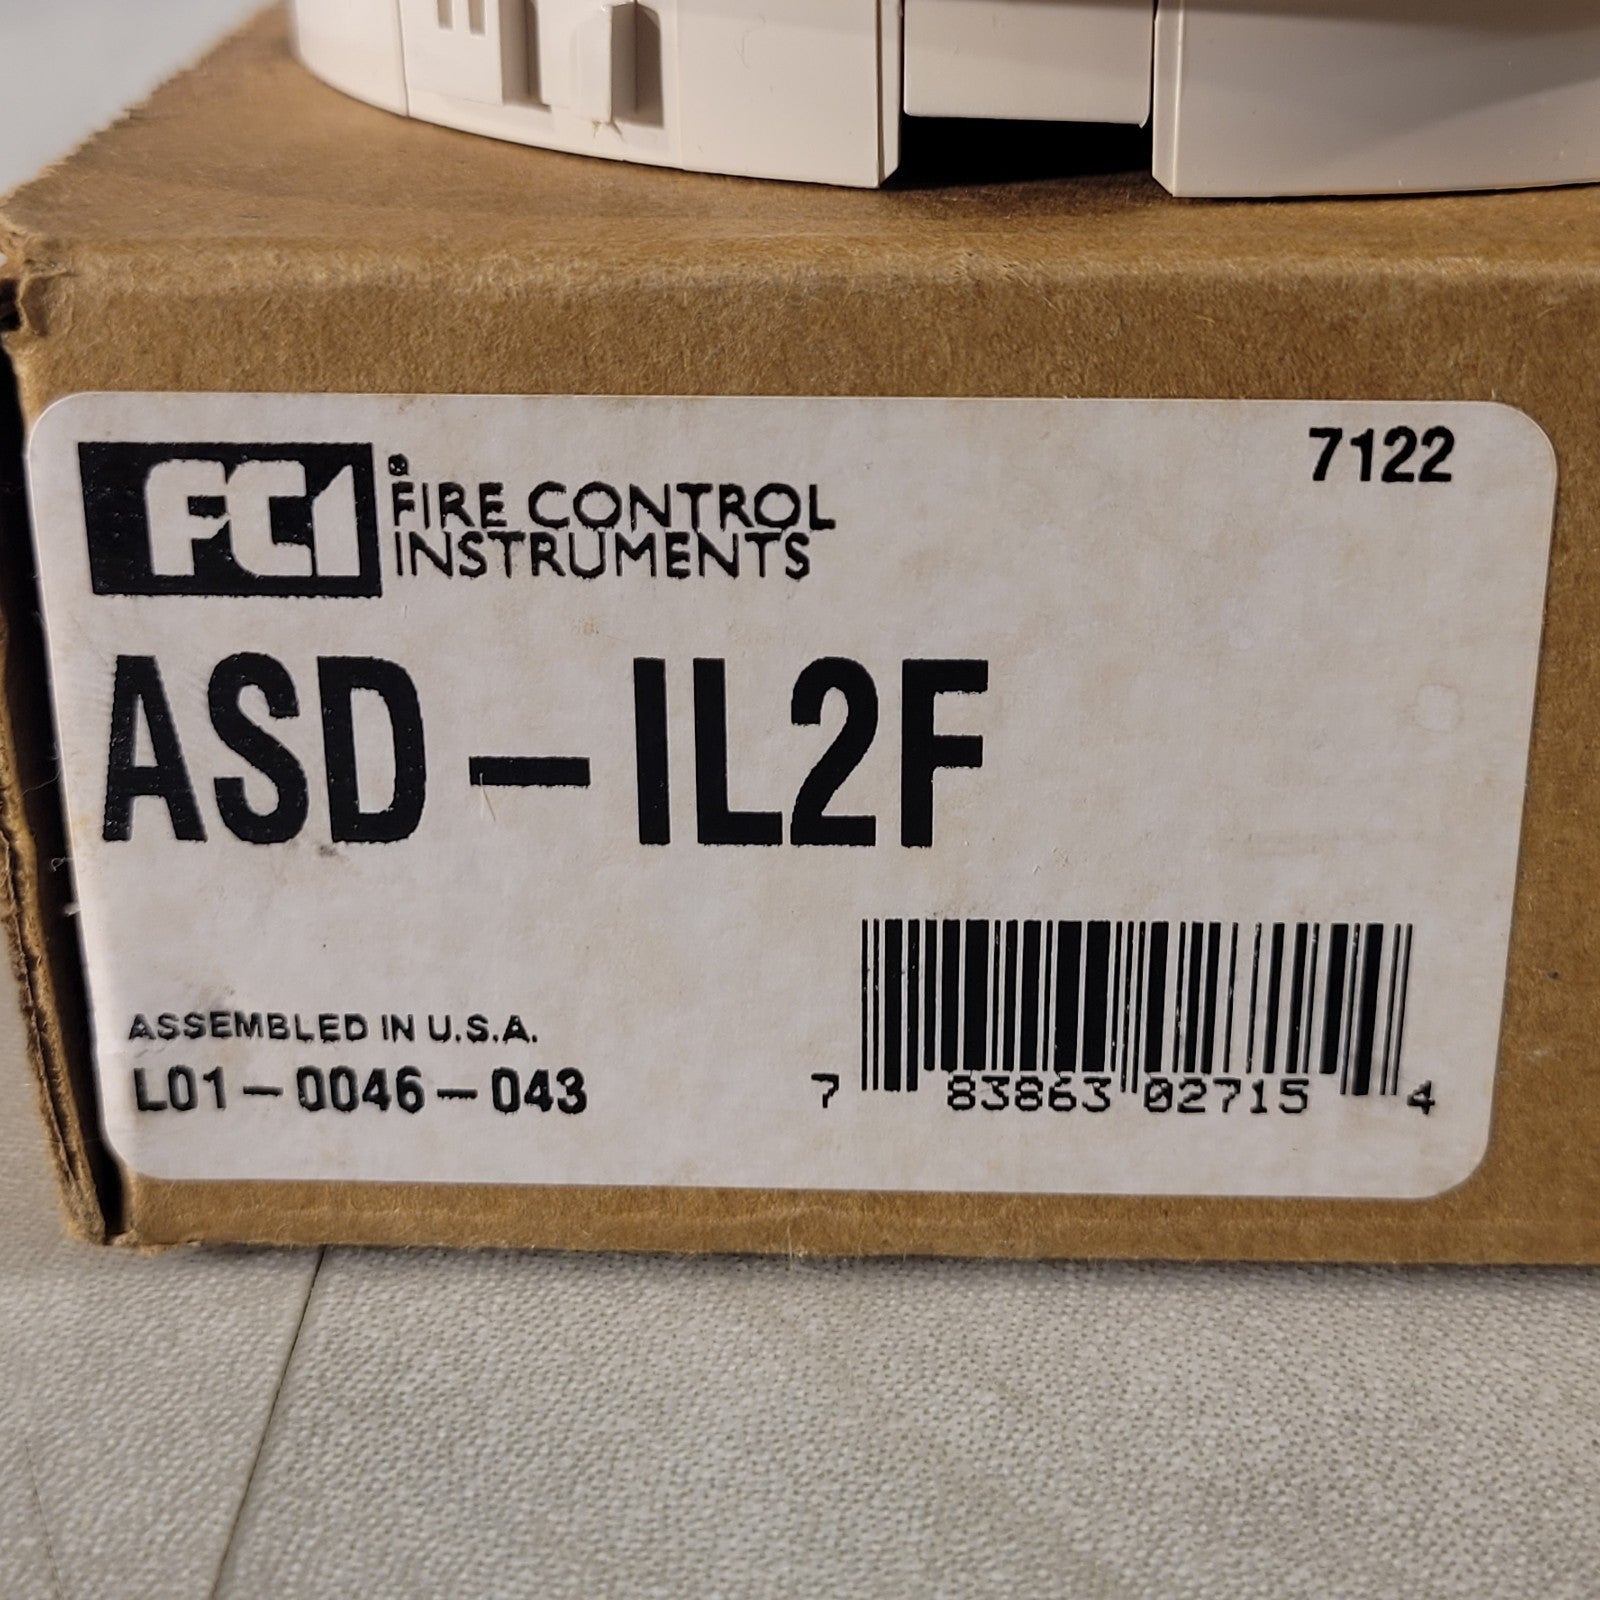 7122
FCI®
FIRE CONTROL
INSTRUMENTS
ASD-IL2F
ASSEMBLED IN U.S.A.
L01-0046-043
7 83863 02715 4